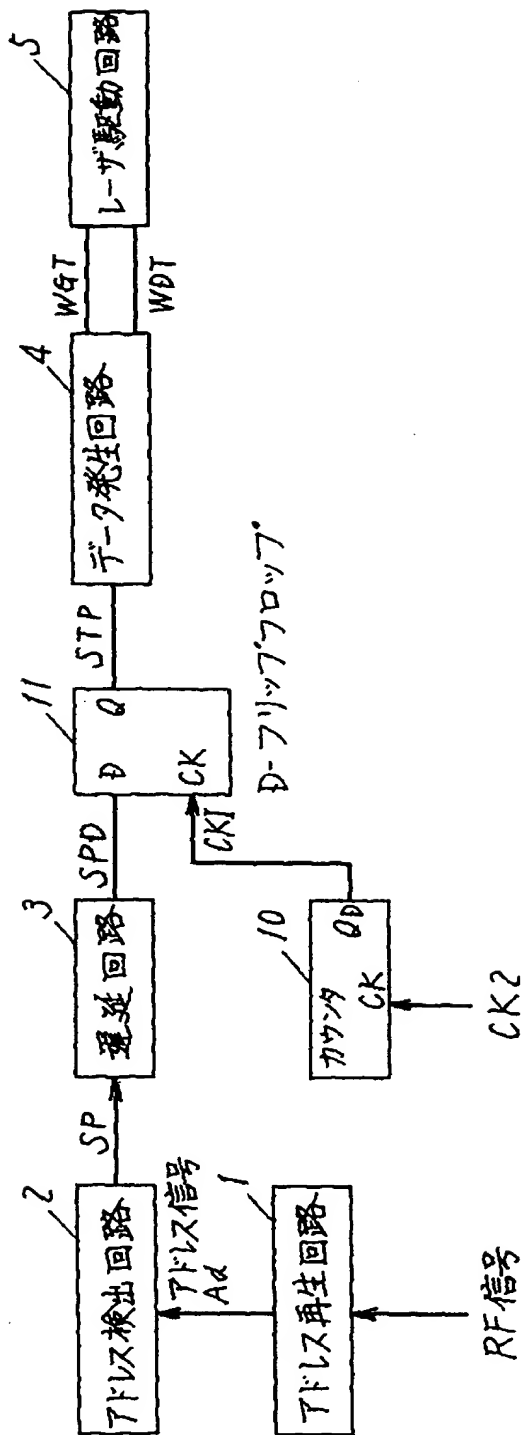 2
アドレス検出回路
SP
3
遅延回路
SPD
11
D
Q
CK
STP
4
データ発生回路
WGT
WDT
5
レーザ駆動回路
アドレス信号
Ad
1
アドレス再生回路
RF信号
10
カウンタ
QD
CK
CK2
CK1
D-フリップフロップ